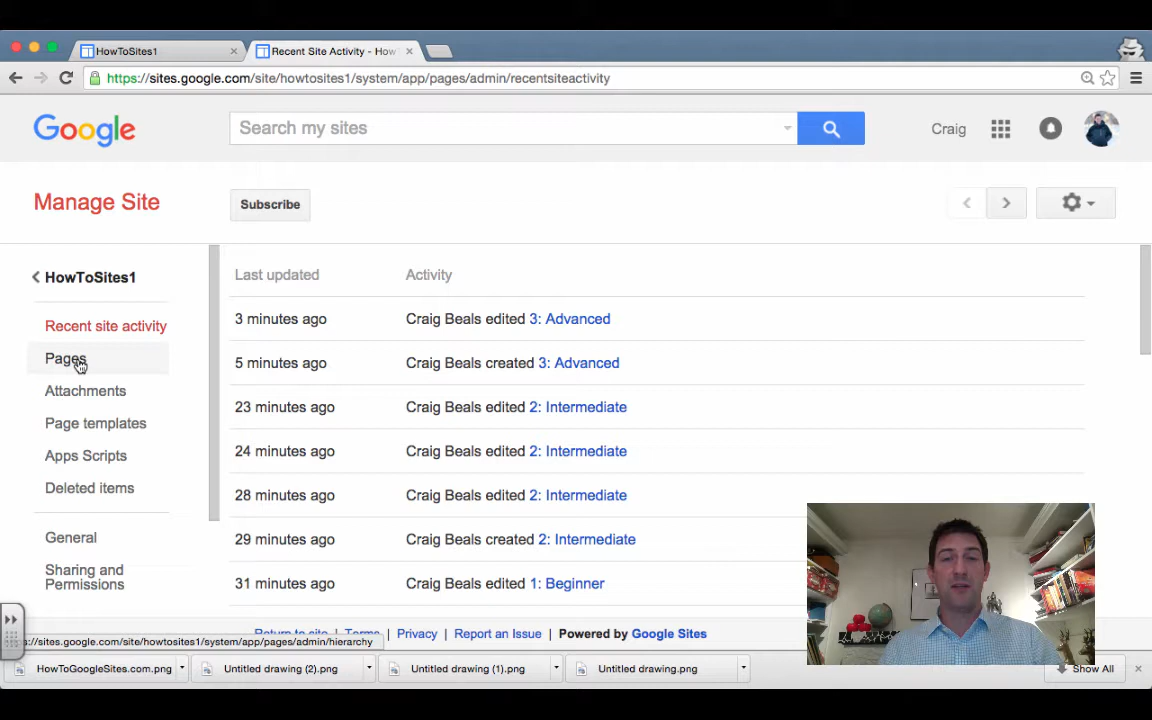 HowToSites1
Recent Site Activity - How
https://sites.google.com/site/howtosites1/system/app/pages/admin/recentsiteactivity
Google
Search my sites
Craig
Manage Site
Subscribe
HowToSites1
Recent site activity
Pages
Attachments
Page templates
Apps Scripts
Deleted items
General
Sharing and
Permissions
Last updated
Activity
3 minutes ago
Craig Beals edited 3: Advanced
5 minutes ago
Craig Beals created 3: Advanced
23 minutes ago
Craig Beals edited 2: Intermediate
24 minutes ago
Craig Beals edited 2: Intermediate
28 minutes ago
Craig Beals edited 2: Intermediate
29 minutes ago
Craig Beals created 2: Intermediate
31 minutes ago
Craig Beals edited 1: Beginner
Return to site | Terms | Privacy | Report an Issue | Powered by Google Sites
s://sites.google.com/site/howtosites1/system/app/pages/admin/hierarchy
HowToGoogleSites.com.png
Untitled drawing (2).png
Untitled drawing (1).png
Untitled drawing.png
Show All